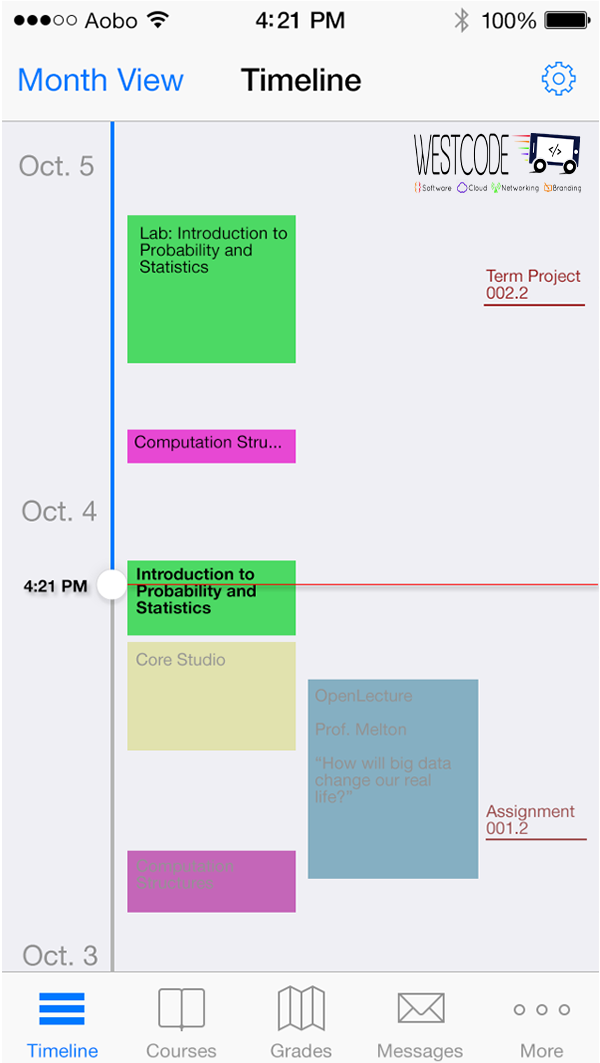 Aobo 4:21 PM 100%
Month View Timeline
WESTCODE
</>
Software Cloud Networking Branding
Oct. 5
Lab: Introduction to
Probability and
Statistics
Term Project
002.2
Computation Stru...
Oct. 4
4:21 PM
Introduction to
Probability and
Statistics
Core Studio
OpenLecture
Prof. Melton
“How will big data
change our real
life?”
Assignment
001.2
Computation
Structures
Oct. 3
Timeline Courses Grades Messages More